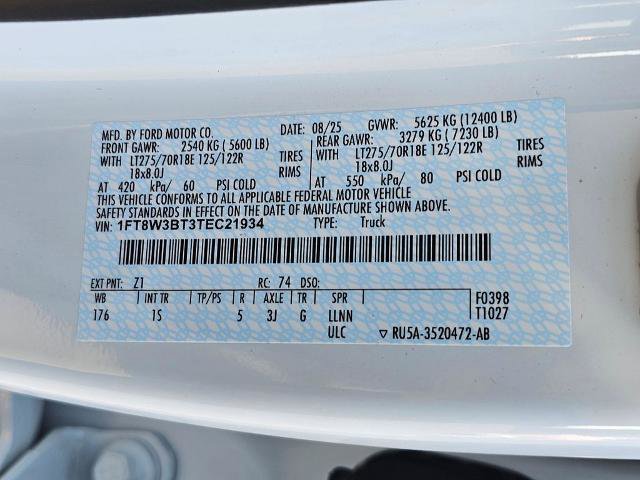 MFD. BY FORD MOTOR CO. DATE: 08/25 GVWR: 5625 KG (12400 LB)
FRONT GAWR: 2540 KG ( 5600 LB) REAR GAWR: 3279 KG ( 7230 LB)
WITH LT275/70R18E 125/122R TIRES WITH LT275/70R18E 125/122R TIRES
18x8.0J RIMS 18x8.0J RIMS
AT 420 kPa/ 60 PSI COLD AT 550 kPa/ 80 PSI COLD
THIS VEHICLE CONFORMS TO ALL APPLICABLE FEDERAL MOTOR VEHICLE
SAFETY STANDARDS IN EFFECT ON THE DATE OF MANUFACTURE SHOWN ABOVE.
VIN: 1FT8W3BT3TEC21934 TYPE: Truck
EXT PNT: Z1 RC: 74 DSO:
WB INT TR TP/PS R AXLE TR SPR F0398
176 1S 5 3J G LLNN T1027
ULC ▽ RU5A-3520472-AB